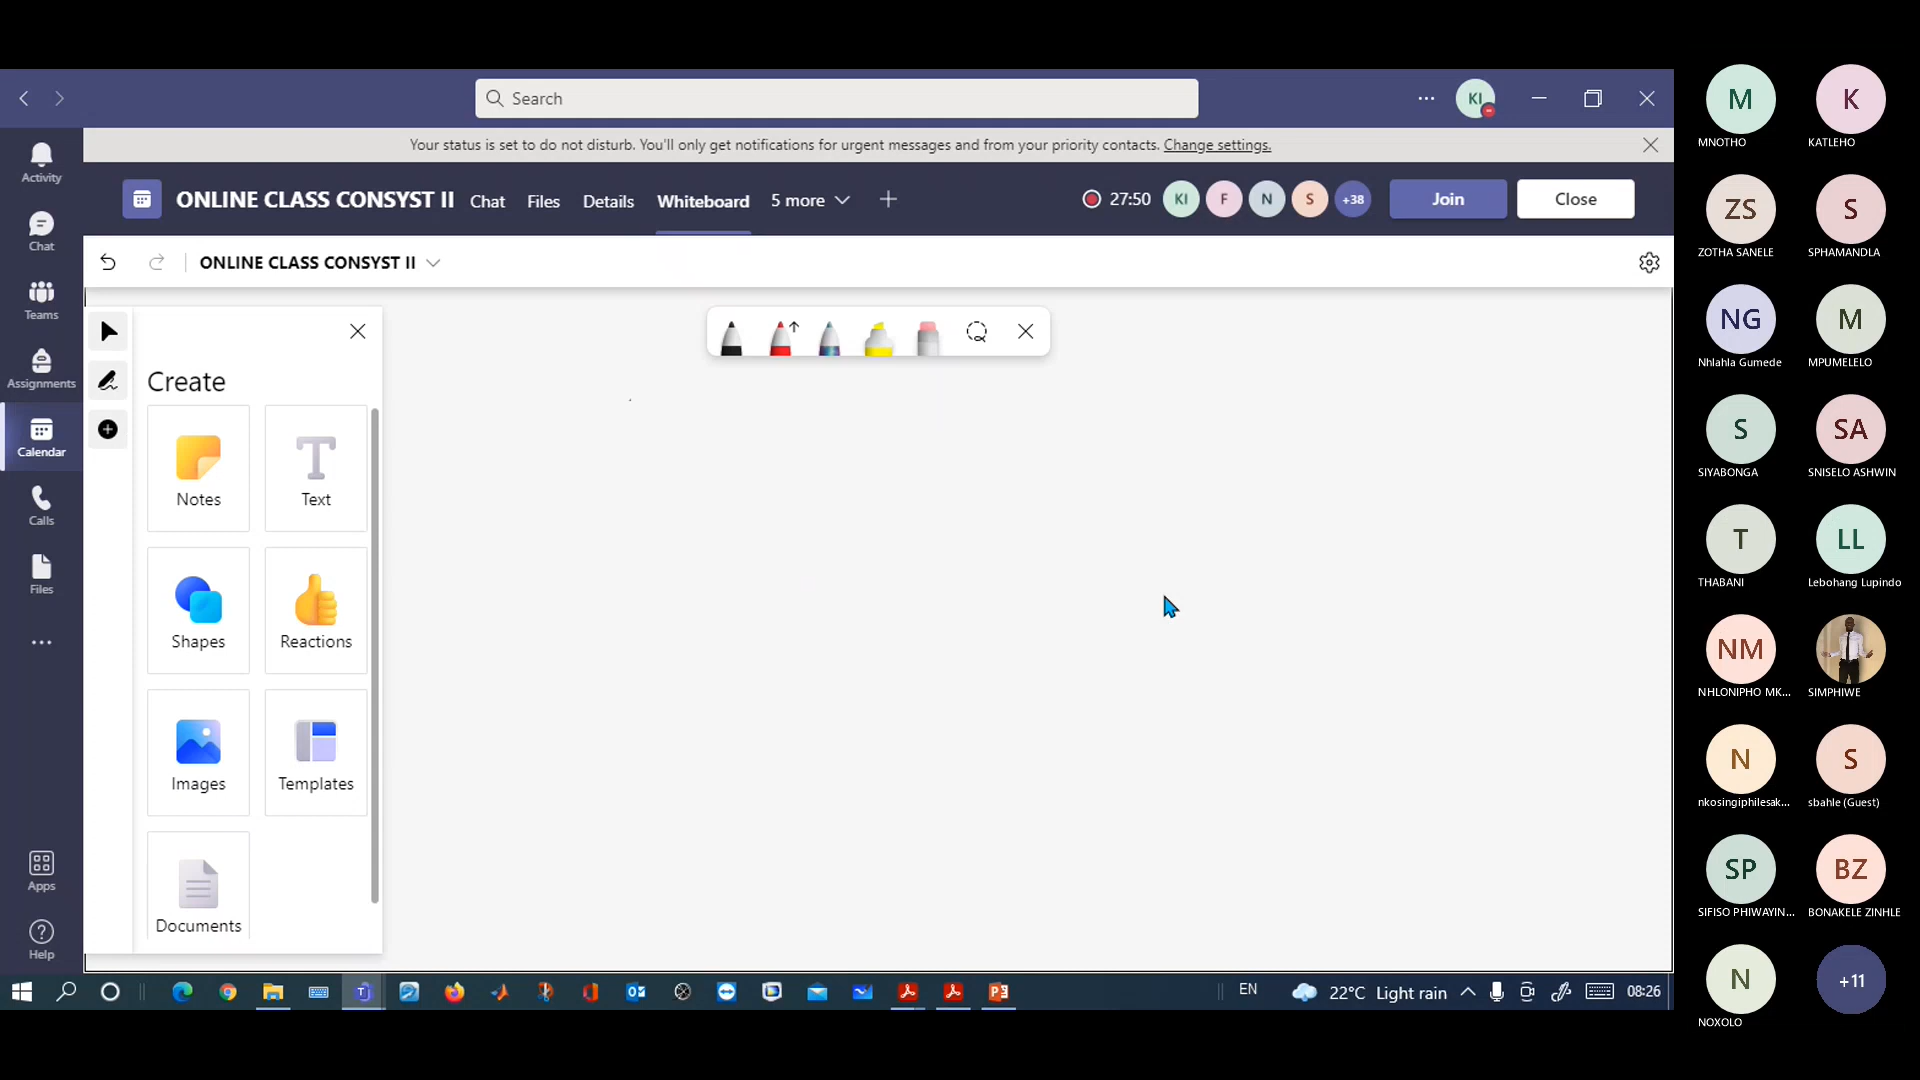 Search
KI
Your status is set to do not disturb. You'll only get notifications for urgent messages and from your priority contacts. Change settings.
ONLINE CLASS CONSYST II
Chat
Files
Details
Whiteboard
5 more
27:50
KI
F
N
S
+38
Join
Close
ONLINE CLASS CONSYST II
Activity
Chat
Teams
Assignments
Calendar
Calls
Files
Apps
Help
Create
Notes
Text
Shapes
Reactions
Images
Templates
Documents
EN
22°C Light rain
08:26
M
MNOTHO
K
KATLEHO
ZS
ZOTHA SANELE
S
SPHAMANDLA
NG
Nhlahla Gumede
M
MPUMELELO
S
SIYABONGA
SA
SNISELO ASHWIN
T
THABANI
LL
Lebohang Lupindo
NM
NHLONIPHO MK...
SIMPHIWE
N
nkosingiphilesak...
S
sbahle (Guest)
SP
SIFISO PHIWAYIN...
BZ
BONAKELE ZINHLE
N
NOXOLO
+11